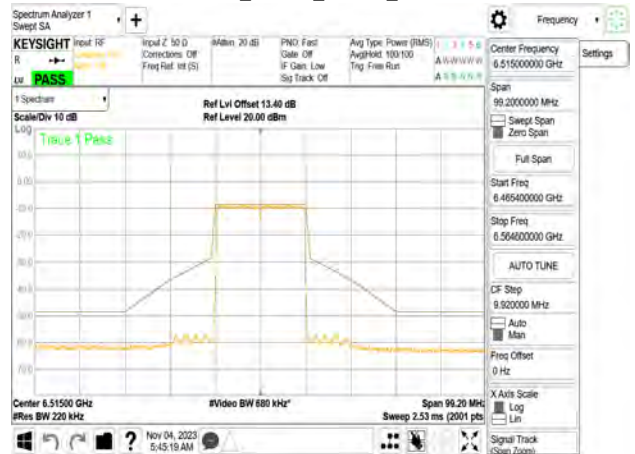 Spectrum Analyzer 1
Swept SA
Frequency
KEYSIGHT
R
PASS
Input: RF
Input Z: 50 Ω
Corrections: Off
Freq Ref: Int (S)
#Atten: 20 dB
PNO: Fast
Gate: Off
IF Gain: Low
Sig Track: Off
Avg Type: Power (RMS)
Avg|Hold: 100/100
Trig: Free Run
Center Frequency
6.515000000 GHz
Settings
Span
99.2000000 MHz
Swept Span
Zero Span
Full Span
Start Freq
6.465400000 GHz
Stop Freq
6.564600000 GHz
AUTO TUNE
CF Step
9.920000 MHz
Auto
Man
Freq Offset
0 Hz
X Axis Scale
Log
Lin
Signal Track
(Span Zoom)
1 Spectrum
Scale/Div 10 dB
Ref Lvl Offset 13.40 dB
Ref Level 20.00 dBm
Log
Trace 1 Pass
10.0
0.00
Center 6.51500 GHz
#Res BW 220 kHz
#Video BW 680 kHz*
Span 99.20 MHz
Sweep 2.53 ms (2001 pts
Nov 04, 2023
5:45:19 AM